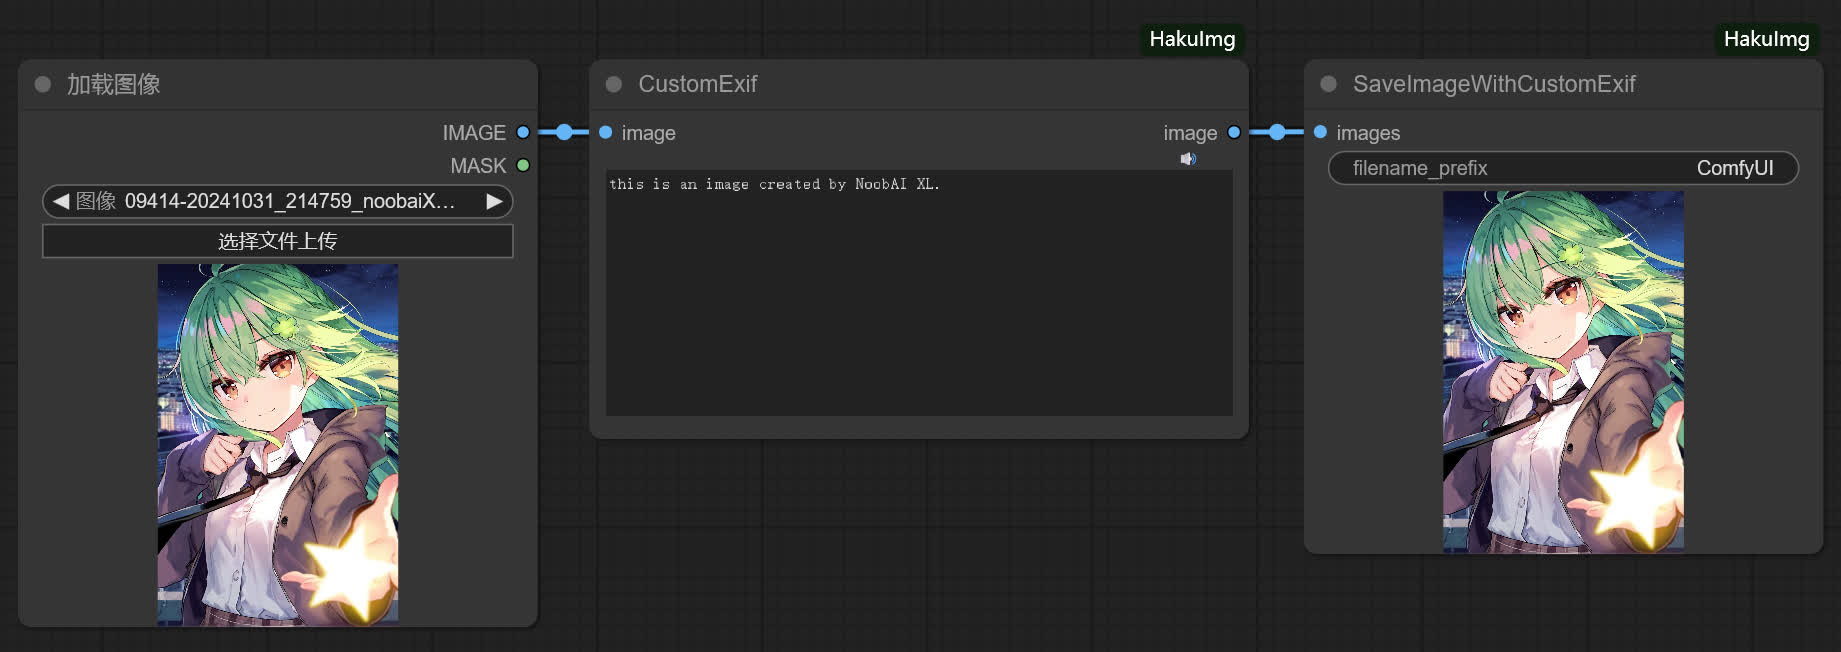 HakuImg
HakuImg
加载图像
CustomExif
SaveImageWithCustomExif
IMAGE
image
image
images
MASK
filename_prefix
ComfyUI
this is an image created by NoobAI XL.
图像 09414-20241031_214759_noobaiX...
选择文件上传